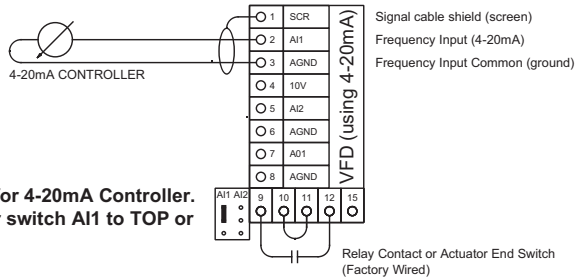 1 SCR Signal cable shield (screen)
2 AI1 Frequency Input (4-20mA)
3 AGND Frequency Input Common (ground)
4-20mA CONTROLLER
4 10V
5 AI2
6 AGND
7 A01
8 AGND
VFD (using 4-20mA)
for 4-20mA Controller.
switch AI1 to TOP or
AI1 AI2
9 10 11 12 15
Relay Contact or Actuator End Switch
(Factory Wired)